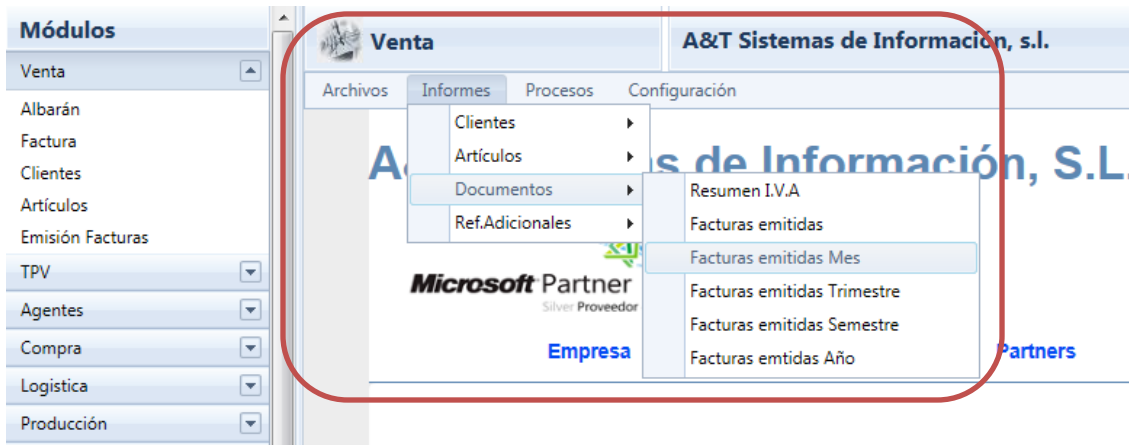 Módulos
Venta
Albarán
Factura
Clientes
Artículos
Emisión Facturas
TPV
Agentes
Compra
Logistica
Producción
Venta
A&T Sistemas de Información, s.l.
Archivos Informes Procesos Configuración
Clientes
Artículos
Documentos
Ref.Adicionales
Resumen I.V.A
Facturas emitidas
Facturas emitidas Mes
Facturas emitidas Trimestre
Facturas emitidas Semestre
Facturas emtidas Año
A s de Información, S.L.
Microsoft Partner
Silver Proveedor
Empresa Partners